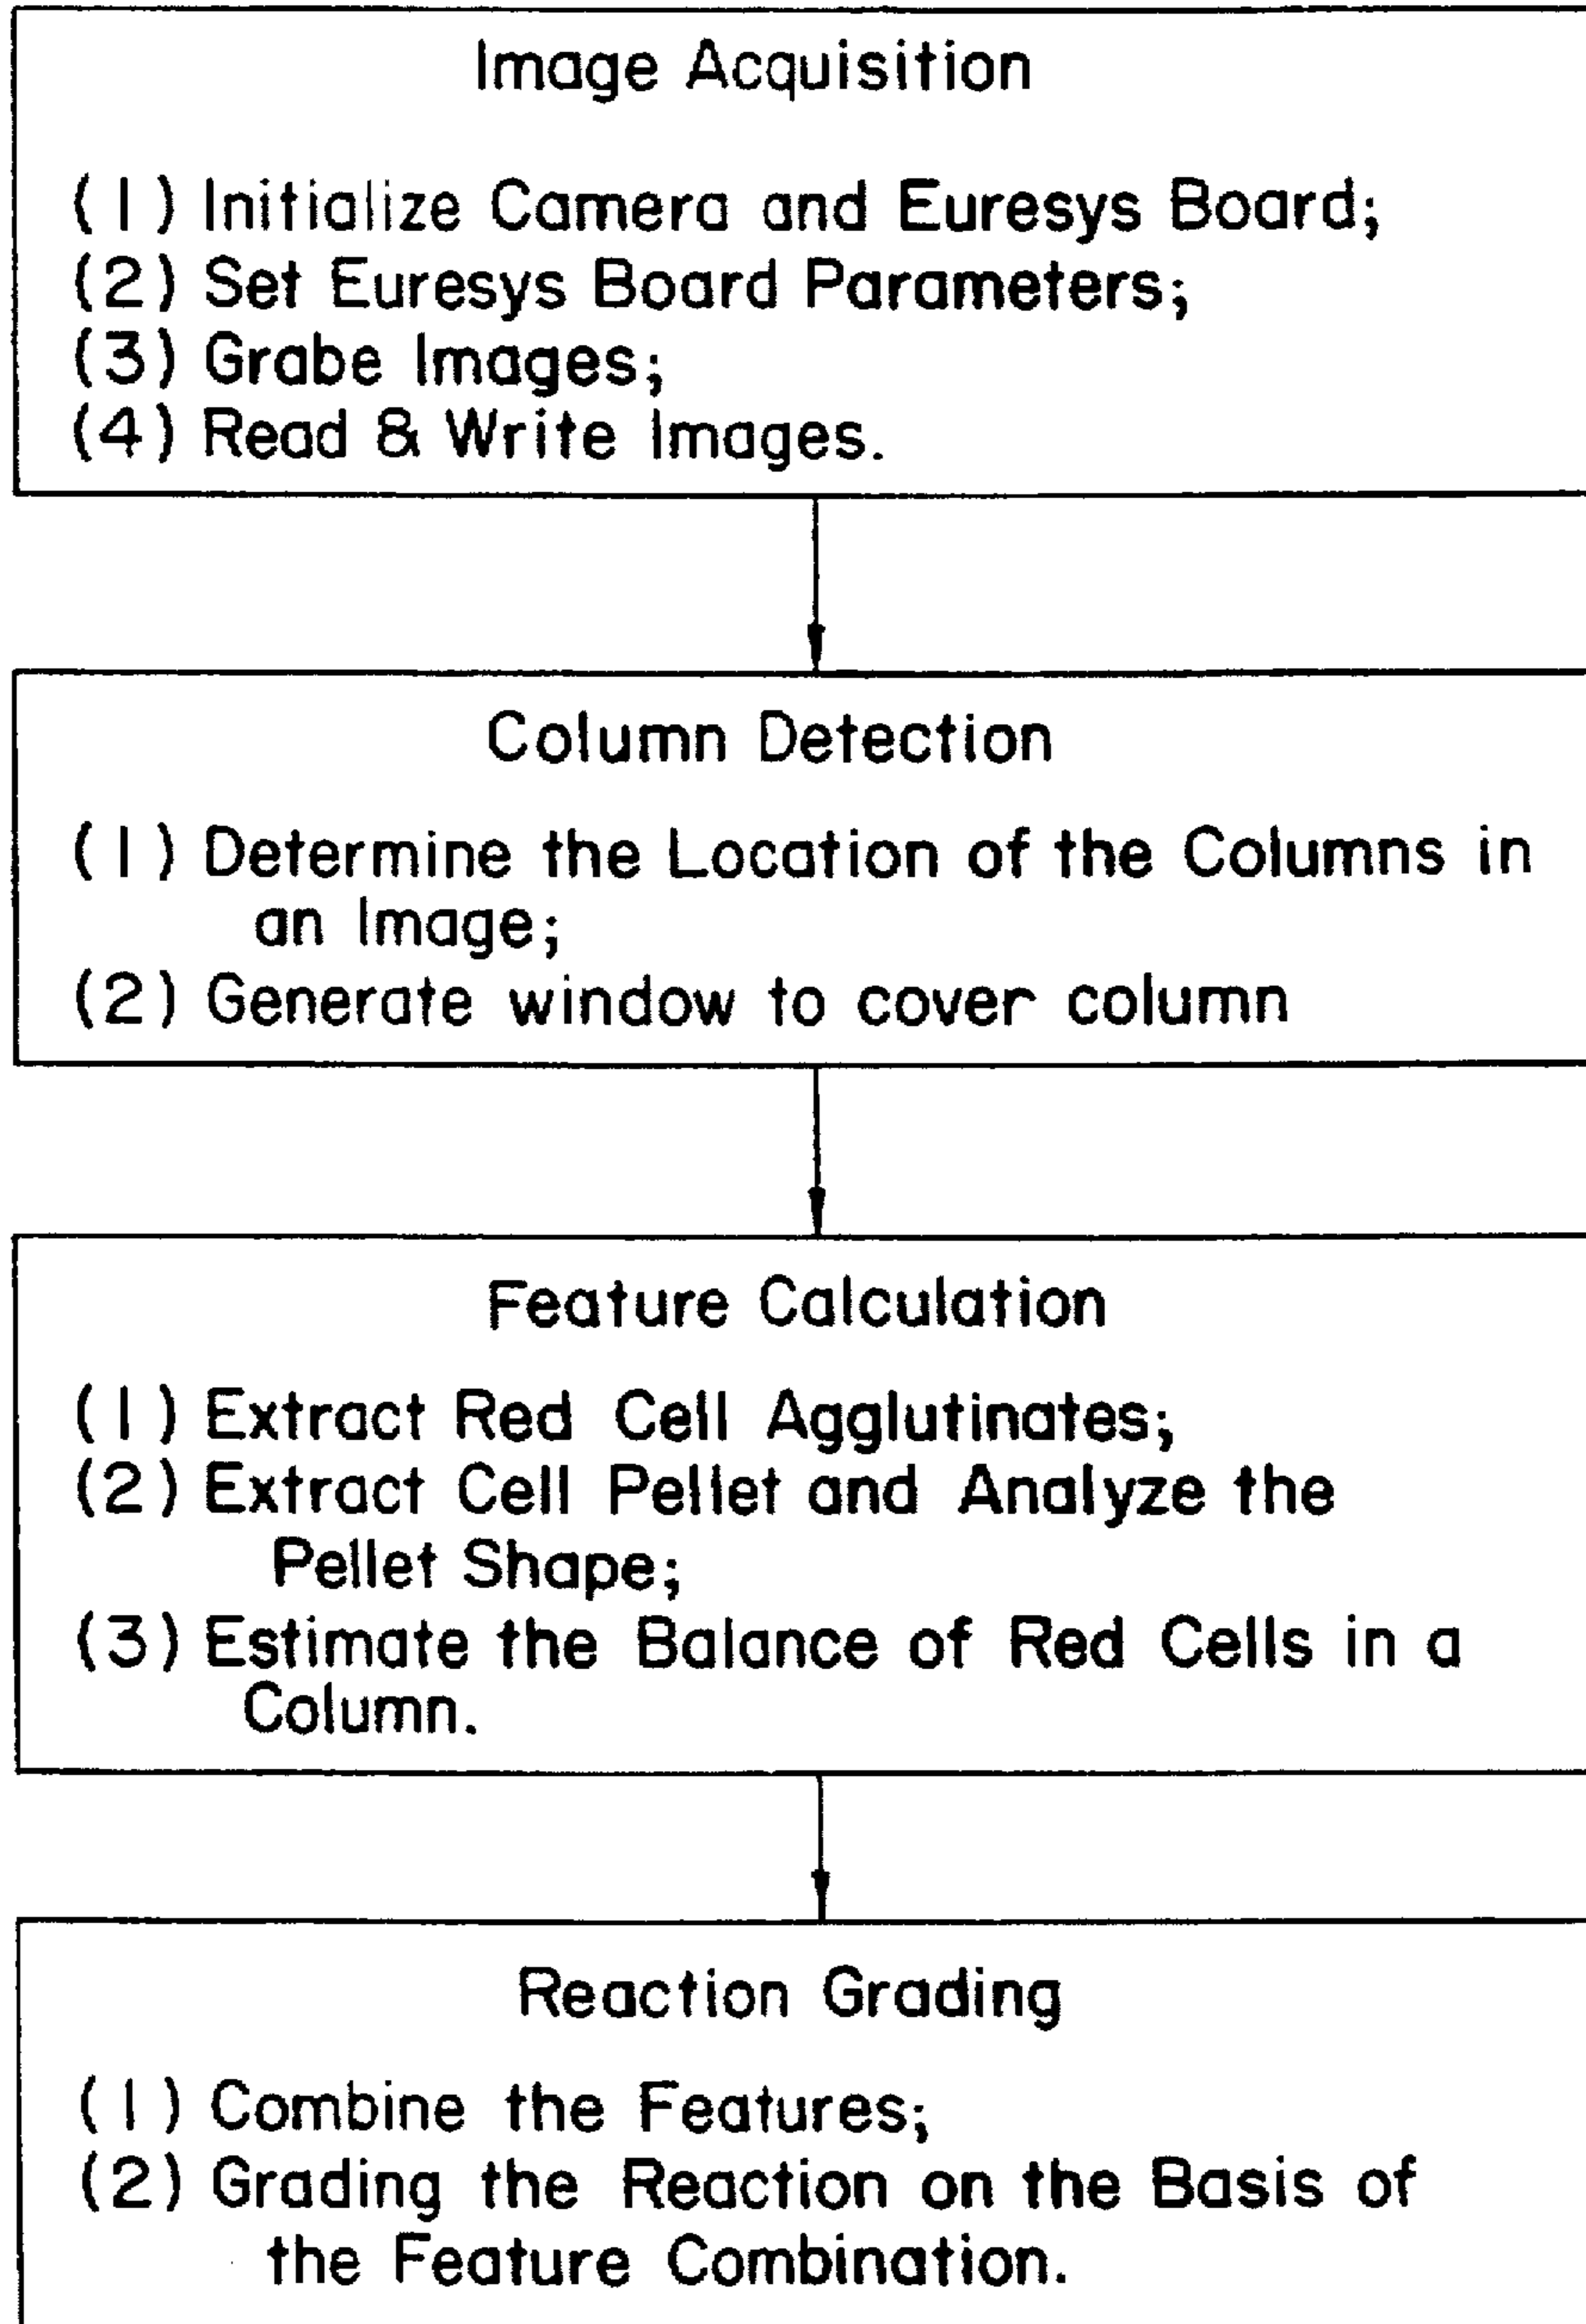 Image Acquisition
(1) Initialize Camera and Euresys Board;
(2) Set Euresys Board Parameters;
(3) Grabe Images;
(4) Read & Write Images.
Column Detection
(1) Determine the Location of the Columns in
an Image;
(2) Generate window to cover column
Feature Calculation
(1) Extract Red Cell Agglutinates;
(2) Extract Cell Pellet and Analyze the
Pellet Shape;
(3) Estimate the Balance of Red Cells in a
Column.
Reaction Grading
(1) Combine the Features;
(2) Grading the Reaction on the Basis of
the Feature Combination.